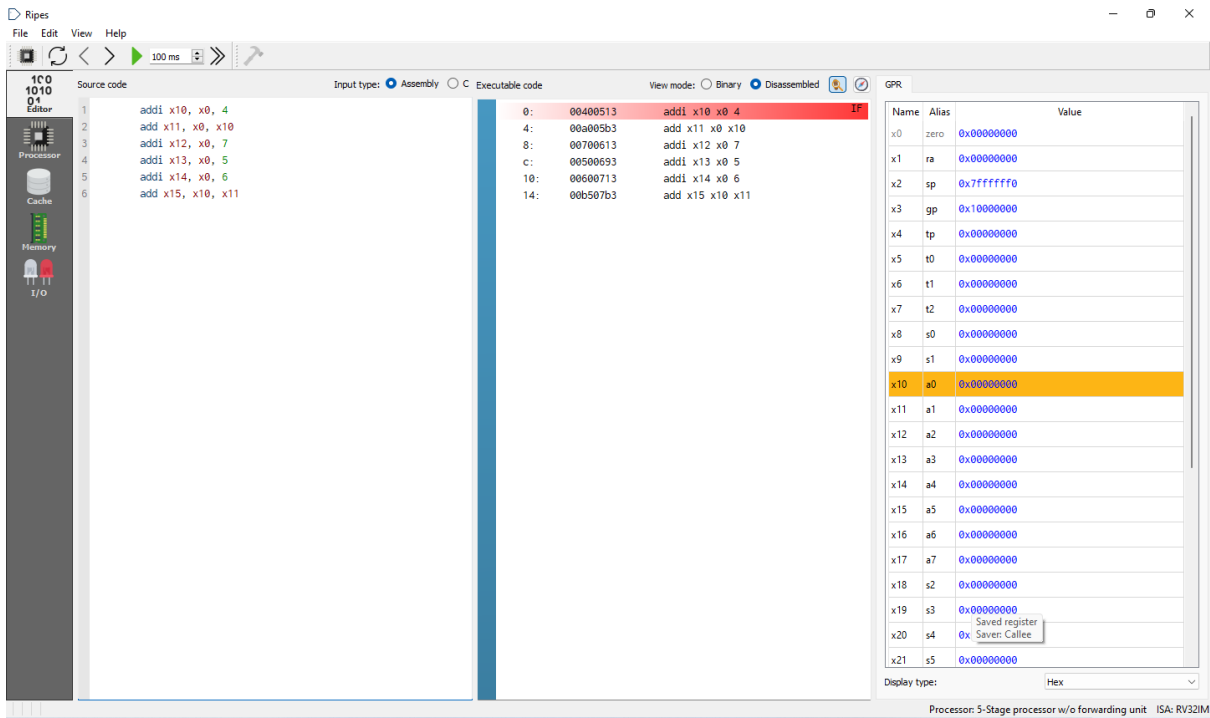 Ripes
File Edit View Help
100 ms
Editor
Processor
Cache
Memory
I/O
Source code Input type: Assembly C
1 addi x10, x0, 4
2 add x11, x0, x10
3 addi x12, x0, 7
4 addi x13, x0, 5
5 addi x14, x0, 6
6 add x15, x10, x11
Executable code View mode: Binary Disassembled
0: 00400513 addi x10 x0 4 IF
4: 00a005b3 add x11 x0 x10
8: 00700613 addi x12 x0 7
c: 00500693 addi x13 x0 5
10: 00600713 addi x14 x0 6
14: 00b507b3 add x15 x10 x11
GPR
Name Alias Value
x0 zero 0x00000000
x1 ra 0x00000000
x2 sp 0x7ffffff0
x3 gp 0x10000000
x4 tp 0x00000000
x5 t0 0x00000000
x6 t1 0x00000000
x7 t2 0x00000000
x8 s0 0x00000000
x9 s1 0x00000000
x10 a0 0x00000000
x11 a1 0x00000000
x12 a2 0x00000000
x13 a3 0x00000000
x14 a4 0x00000000
x15 a5 0x00000000
x16 a6 0x00000000
x17 a7 0x00000000
x18 s2 0x00000000
x19 s3 0x00000000
Saved register
x20 s4 0x Saver: Callee
x21 s5 0x00000000
Display type: Hex
Processor: 5-Stage processor w/o forwarding unit ISA: RV32IM